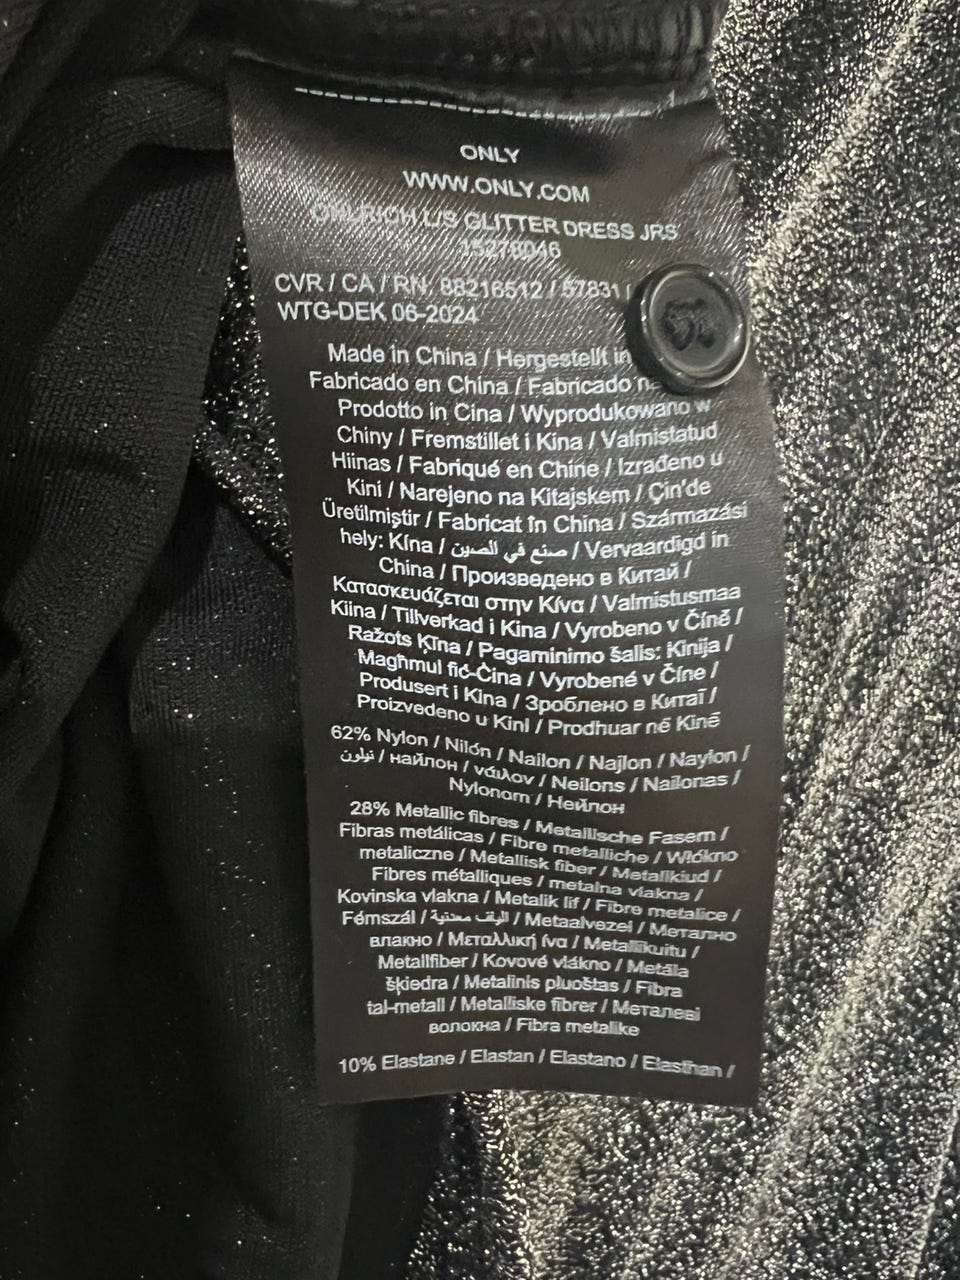 ONLY
WWW.ONLY.COM
ONLRICH L/S GLITTER DRESS JRS
15278046
CVR / CA / RN. 88216512 / 57831
WTG-DEK 06-2024
Made in China / Hergestellt in
Fabricado en China / Fabricado
Prodotto in Cina / Wyprodukowano w
Chiny / Fremstillet i Kina / Valmistatud
Hiinas / Fabriqué en Chine / Izrađeno u
Kini / Narejeno na Kitajskem / Çin'de
Üretilmiştir / Fabricat în China / Származási
hely: Kína / صنع في الصين / Vervaardigd in
China / Произведено в Китай /
Κατασκευάζεται στην Κίνα / Valmistusmaa
Kiina / Tillverkad i Kina / Vyrobeno v Číně /
Ražots Ķīna / Pagaminimo šalis: Kinija /
Magħmul fiċ-Ċina / Vyrobené v Číne /
Produsert i Kina / Зроблено в Китаї /
Proizvedeno u Kini / Prodhuar në Kinë
62% Nylon / Nilón / Nailon / Najlon / Naylon /
نيلون / найлон / νάιλον / Neilons / Nailonas /
Nylonom / Нейлон
28% Metallic fibres / Metallische Fasern /
Fibras metálicas / Fibre metalliche / Włókno
metaliczne / Metallisk fiber / Metallkiud /
Fibres métalliques / metalna vlakna /
Kovinska vlakna / Metalik lif / Fibre metalice /
Fémszál / الياف معدنية / Metaalvezel / Метално
влакно / Μεταλλική ίνα / Metallikuitu /
Metallfiber / Kovové vlákno / Metāla
šķiedra / Metalinis pluoštas / Fibra
tal-metall / Metalliske fibrer / Металеві
волокна / Fibra metalike
10% Elastane / Elastan / Elastano / Elasthan /